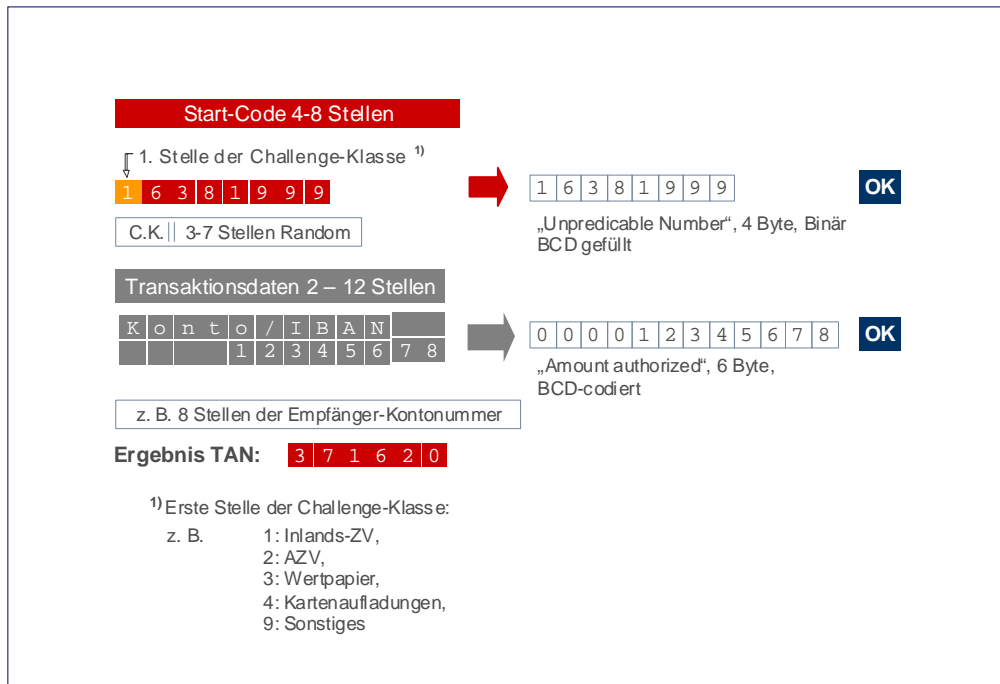 Start-Code 4-8 Stellen
1. Stelle der Challenge-Klasse 1)
1 6 3 8 1 9 9 9
1 6 3 8 1 9 9 9
OK
C.K.|| 3-7 Stellen Random
„Unpredicable Number“, 4 Byte, Binär
BCD gefüllt
Transaktionsdaten 2 – 12 Stellen
K o n t o / I B A N
1 2 3 4 5 6 7 8
0 0 0 0 1 2 3 4 5 6 7 8
OK
„Amount authorized“, 6 Byte,
BCD-codiert
z. B. 8 Stellen der Empfänger-Kontonummer
Ergebnis TAN: 3 7 1 6 2 0
1) Erste Stelle der Challenge-Klasse:
z. B. 1: Inlands-ZV,
2: AZV,
3: Wertpapier,
4: Kartenaufladungen,
9: Sonstiges